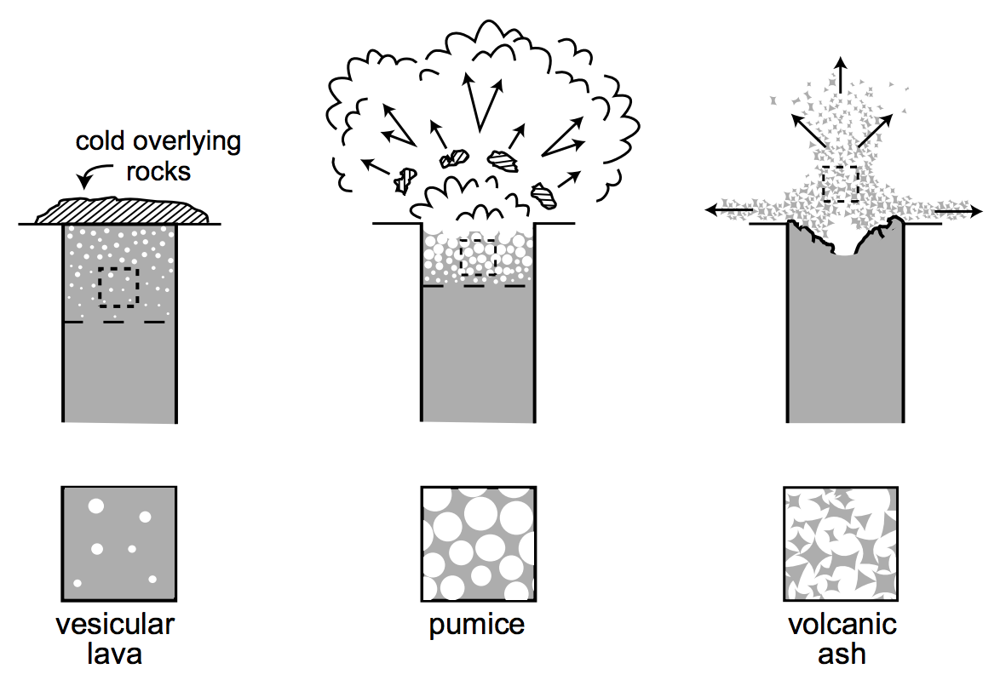 cold overlying
rocks
vesicular
lava
pumice
volcanic
ash